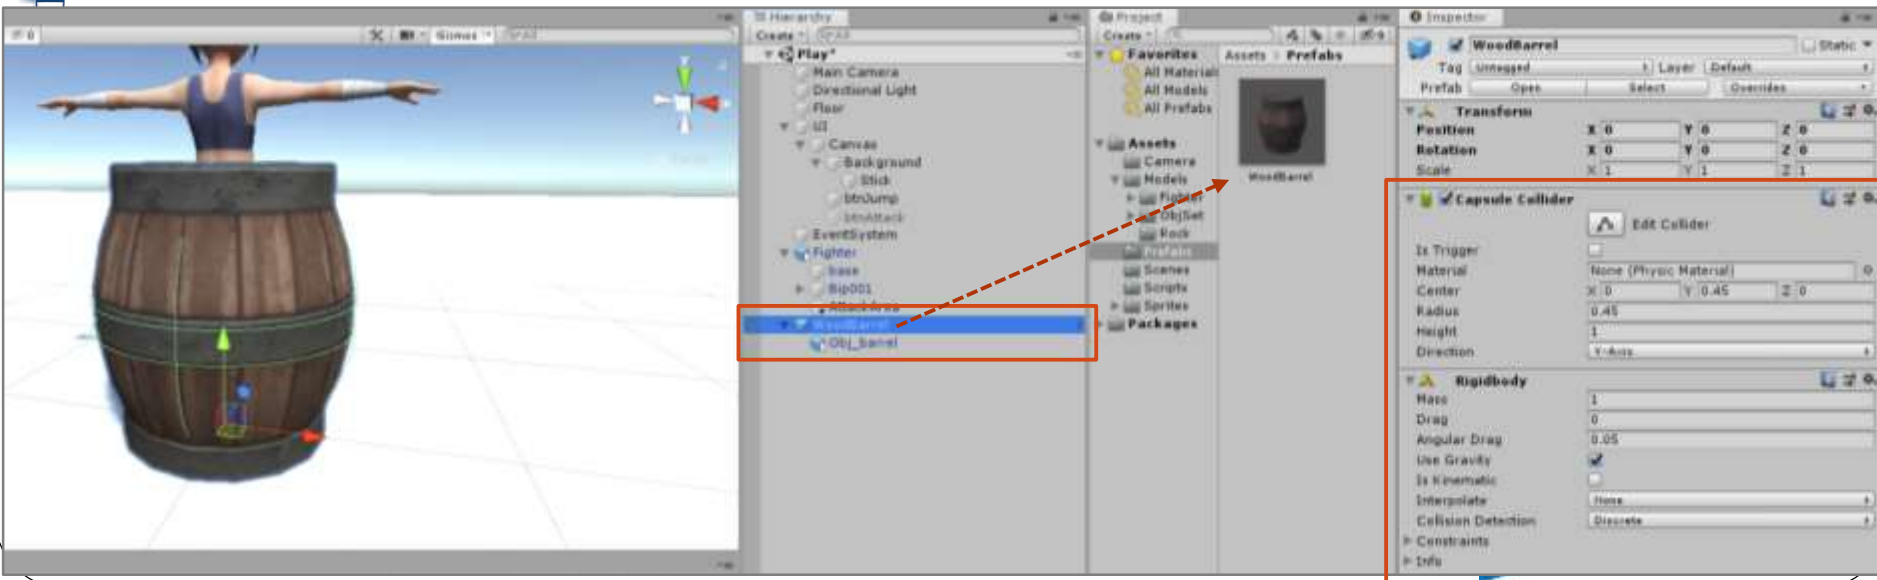 Gizmos
All
Hierarchy
Create
All
Play*
Main Camera
Directional Light
Floor
UI
Canvas
Background
Stick
btnJump
btnAttack
EventSystem
Fighter
base
Bip001
AttackArea
WoodBarrel
Obj_barrel
Project
Create
Favorites
All Materials
All Models
All Prefabs
Assets
Camera
Models
Fighter
ObjSet
Rock
Prefabs
Scenes
Scripts
Sprites
Packages
Assets Prefabs
WoodBarrel
Inspector
WoodBarrel Static
Tag Untagged Layer Default
Prefab Open Select Overrides
Transform
Position X 0 Y 0 Z 0
Rotation X 0 Y 0 Z 0
Scale X 1 Y 1 Z 1
Capsule Collider
Edit Collider
Is Trigger
Material None (Physic Material)
Center X 0 Y 0.45 Z 0
Radius 0.45
Height 1
Direction Y-Axis
Rigidbody
Mass 1
Drag 0
Angular Drag 0.05
Use Gravity
Is Kinematic
Interpolate None
Collision Detection Discrete
Constraints
Info